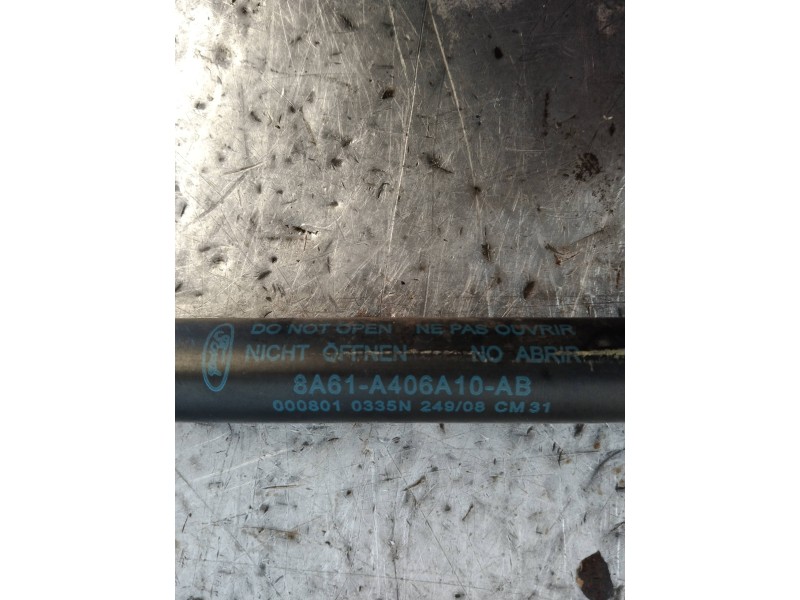 Ford
DO NOT OPEN NE PAS OUVRIR
NICHT ÖFFNEN NO ABRIR
8A61-A406A10-AB
000801 0335N 249/08 CM 31